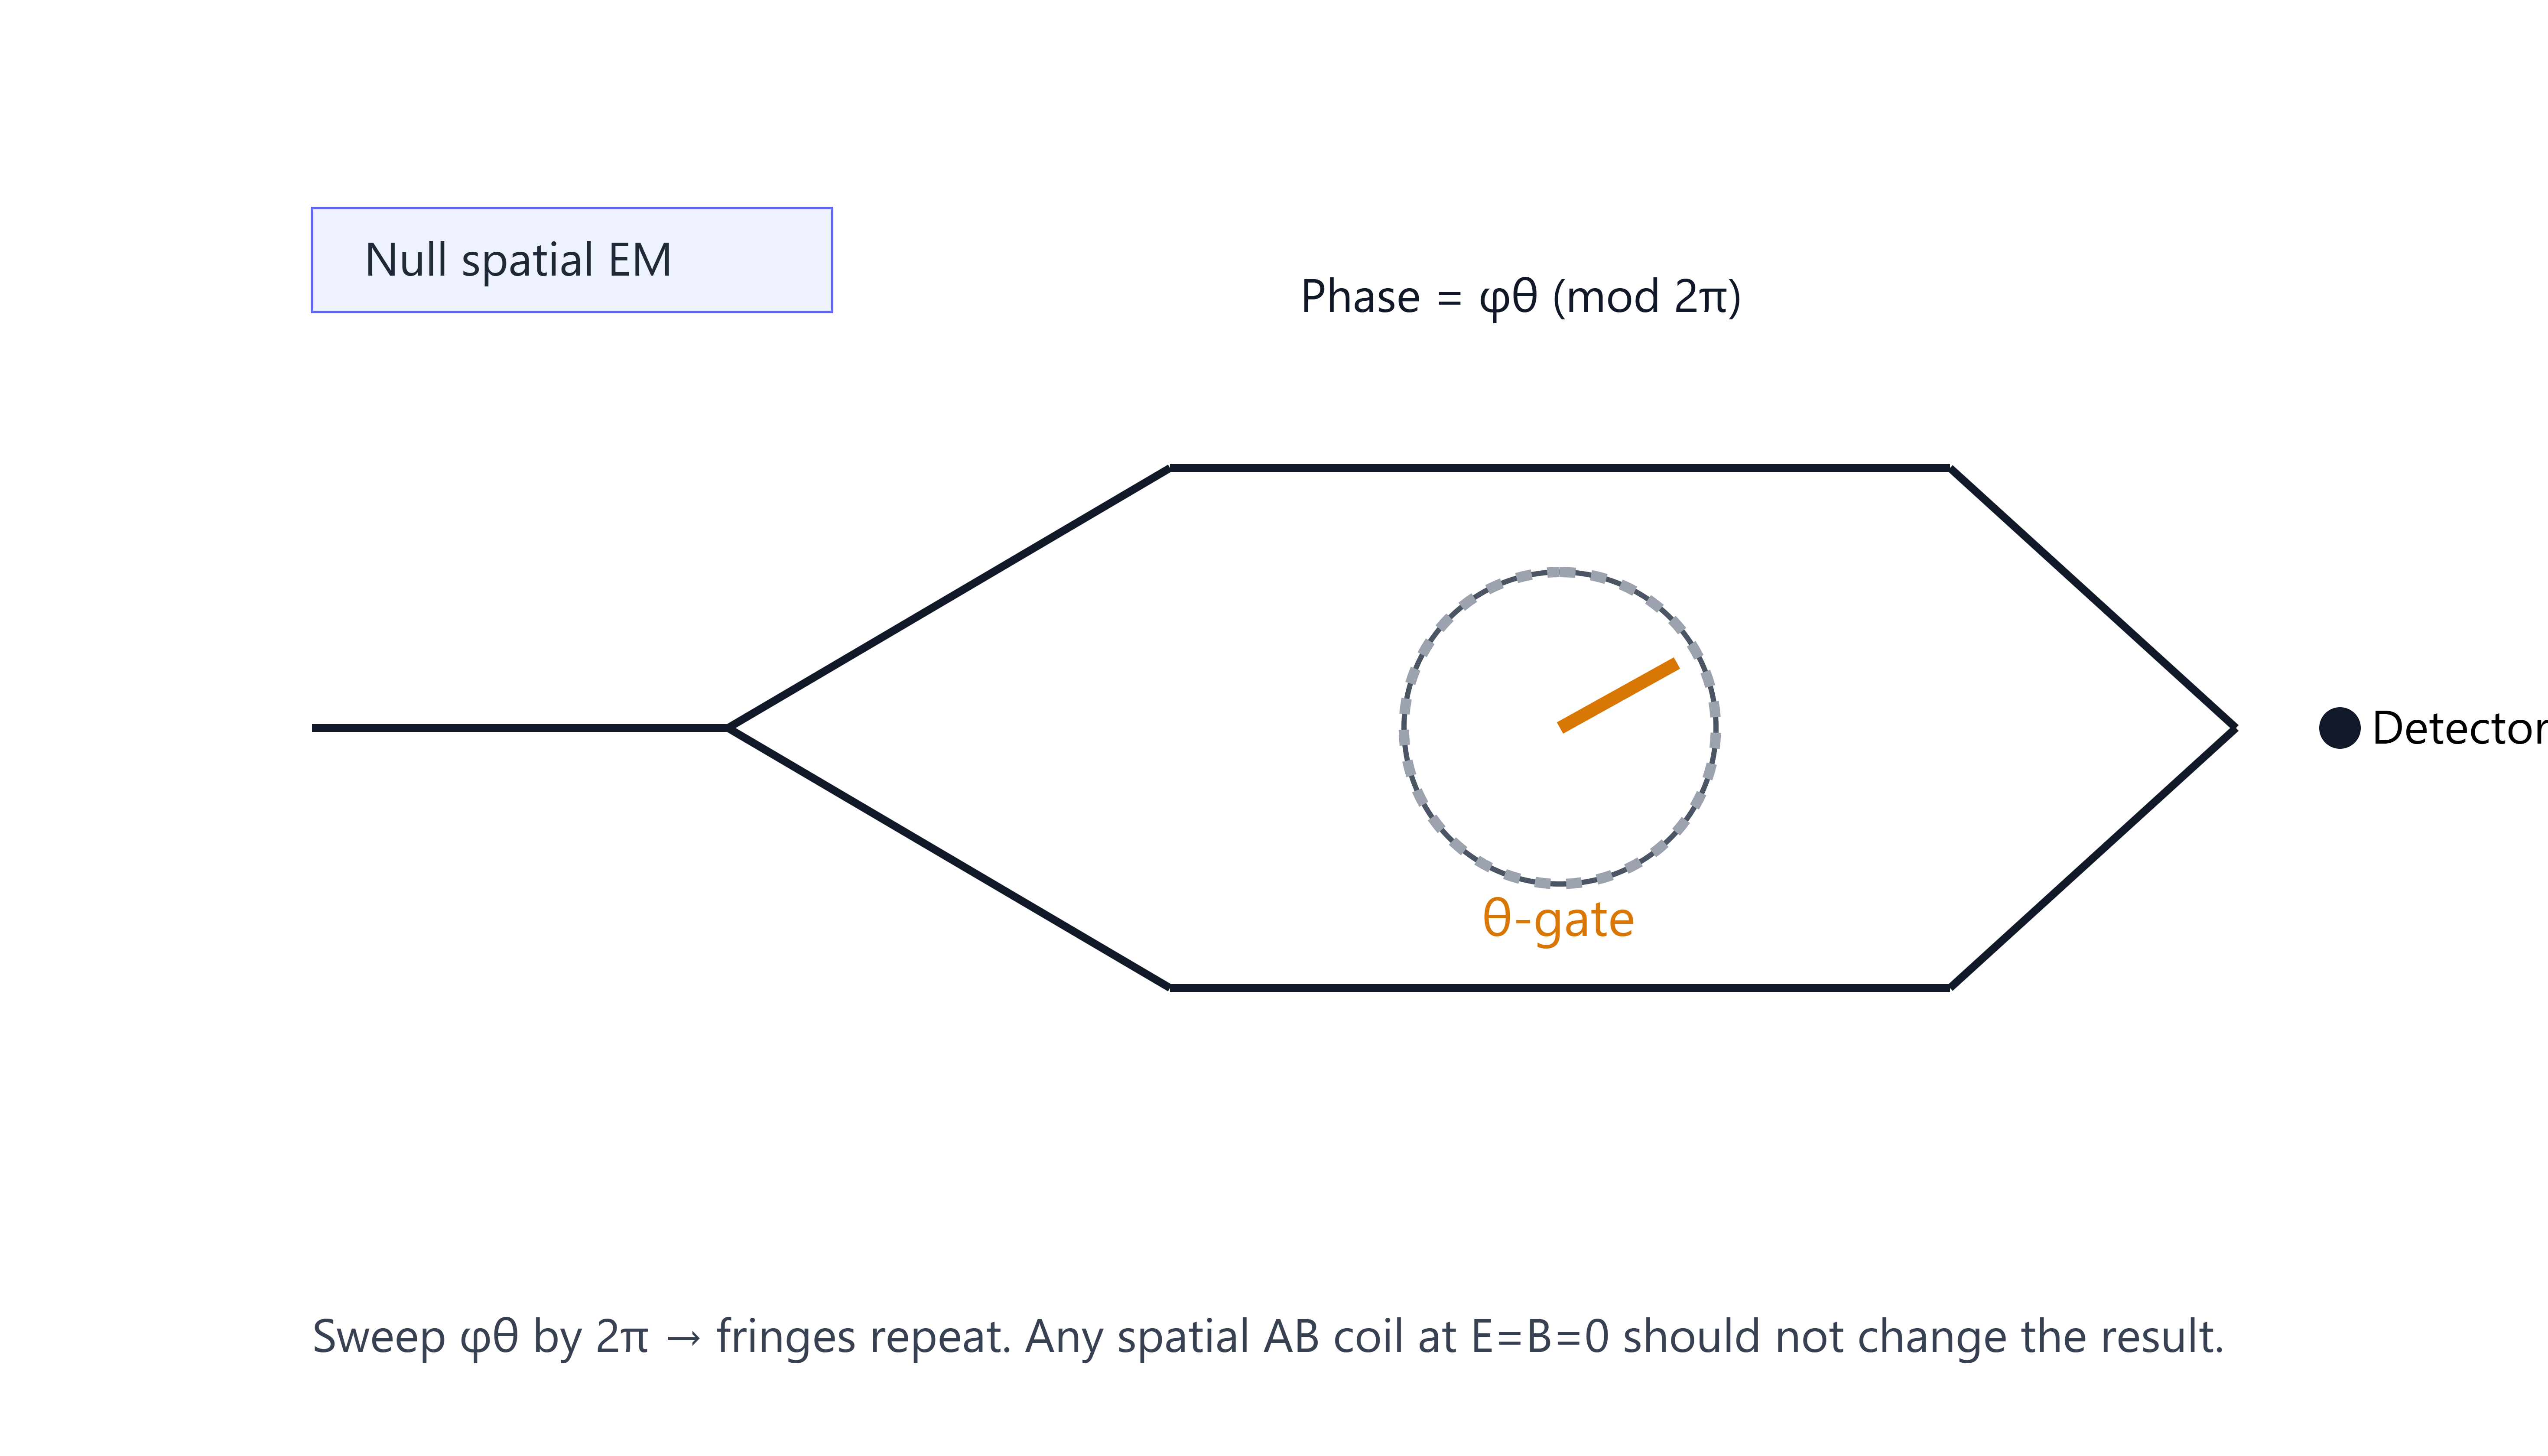 Null spatial EM
Phase = φθ (mod 2π)
Detector
θ-gate
Sweep φθ by 2π → fringes repeat. Any spatial AB coil at E=B=0 should not change the result.